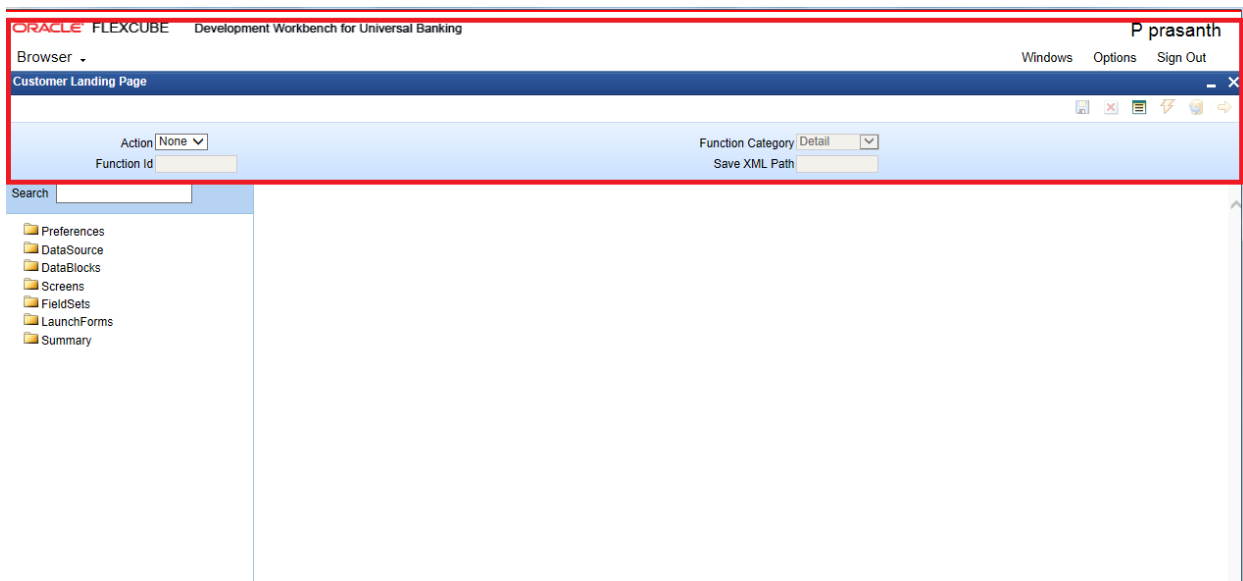 ORACLE FLEXCUBE Development Workbench for Universal Banking P prasanth
Browser Windows Options Sign Out
Customer Landing Page
Action None Function Category Detail
Function Id Save XML Path
Search
Preferences
DataSource
DataBlocks
Screens
FieldSets
LaunchForms
Summary